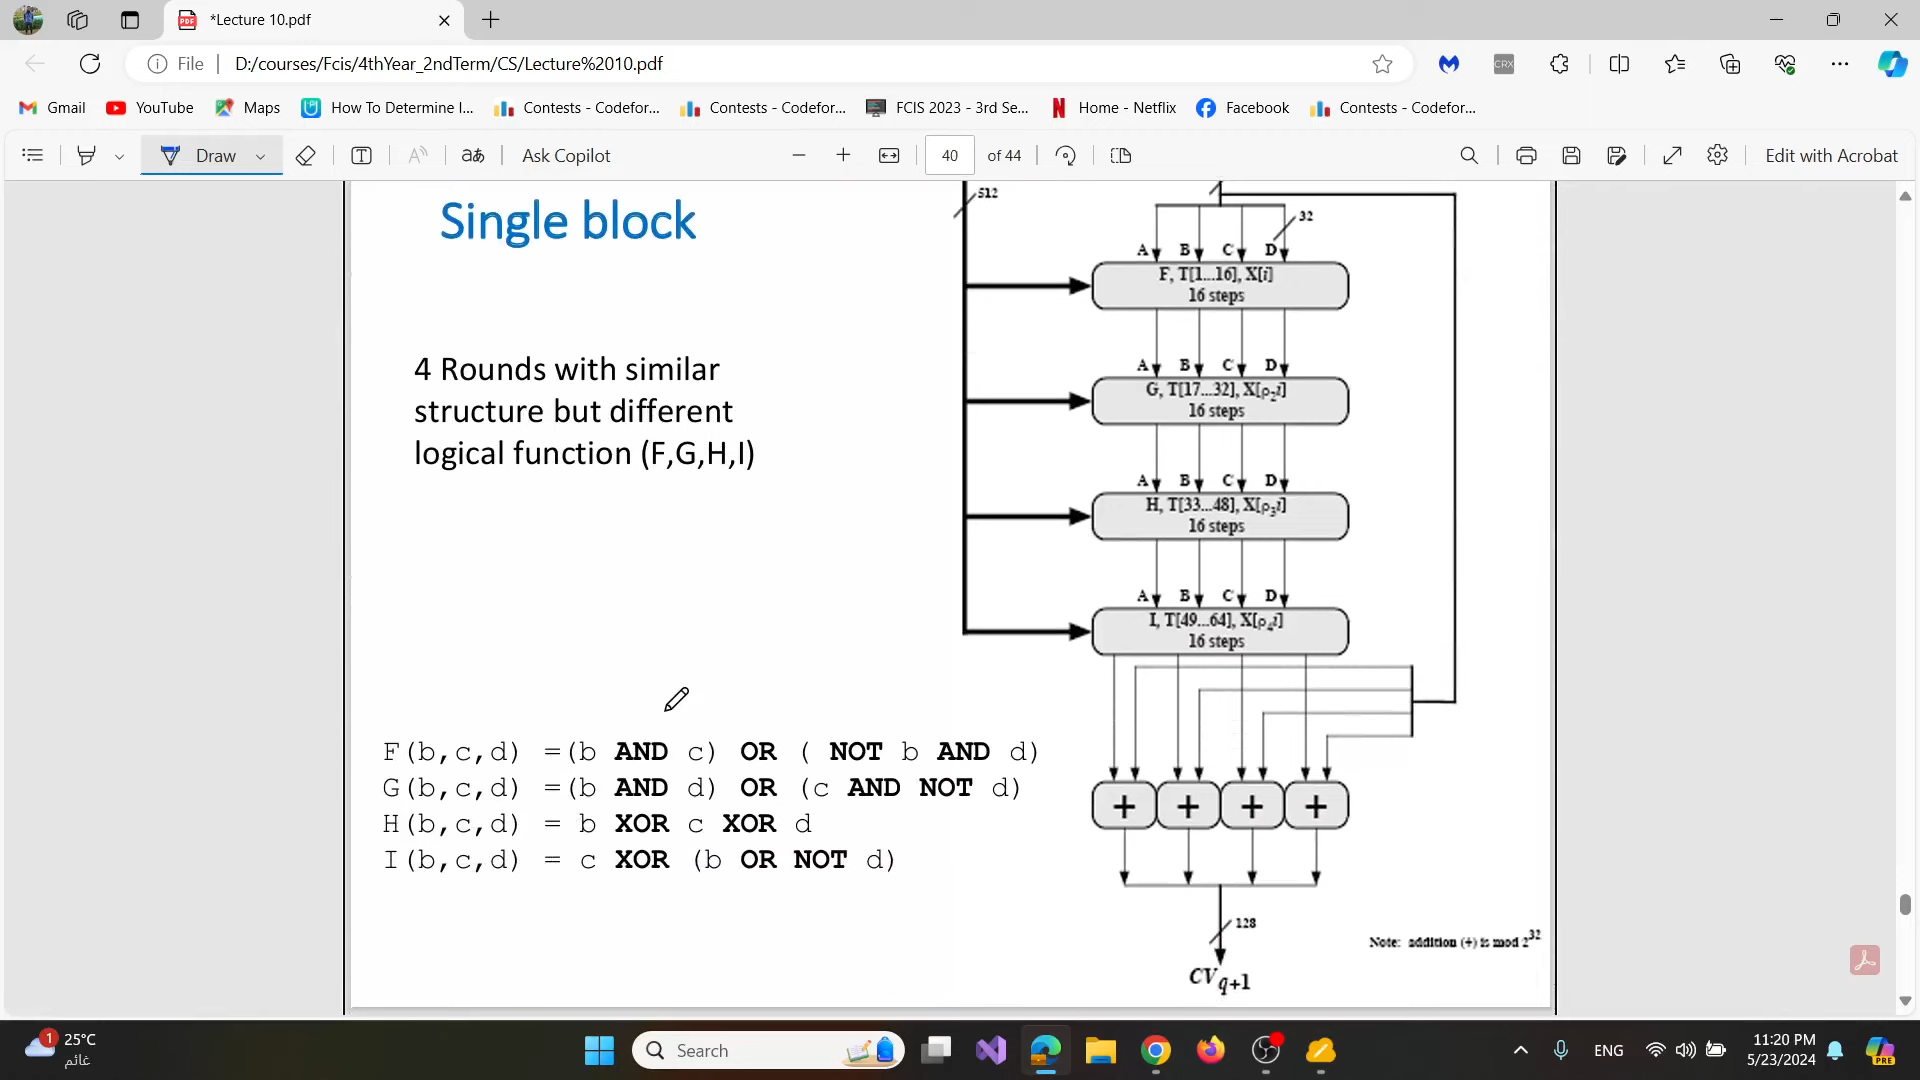 *Lecture 10.pdf
File
D:/courses/Fcis/4thYear_2ndTerm/CS/Lecture%2010.pdf
CRX
Gmail YouTube Maps How To Determine I... Contests - Codefor... Contests - Codefor... FCIS 2023 - 3rd Se... Home - Netflix Facebook Contests - Codefor...
Draw Ask Copilot 40 of 44 Edit with Acrobat
512
Single block
32
A B C D
F, T[1...16], X[i]
16 steps
4 Rounds with similar
structure but different
logical function (F,G,H,I)
A B C D
G, T[17...32], X[ρ2i]
16 steps
A B C D
H, T[33...48], X[ρ3i]
16 steps
A B C D
I, T[49...64], X[ρ4i]
16 steps
F(b,c,d) =(b AND c) OR ( NOT b AND d)
G(b,c,d) =(b AND d) OR (c AND NOT d)
H(b,c,d) = b XOR c XOR d
I(b,c,d) = c XOR (b OR NOT d)
+ + + +
128
Note: addition (+) is mod 2^32
CVq+1
1
25°C
غائم
Search
ENG
11:20 PM
5/23/2024
PRE